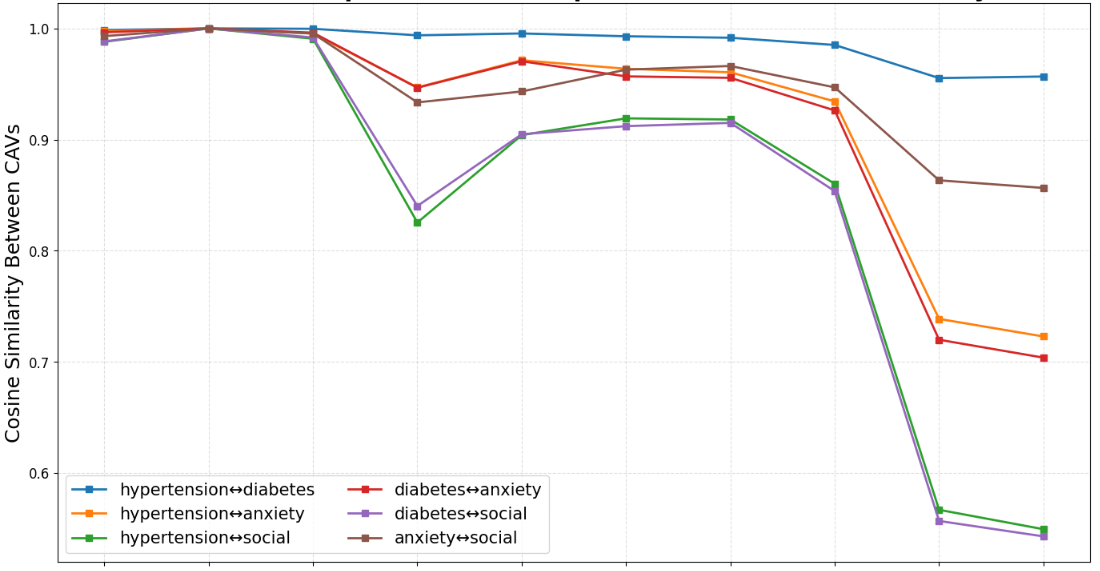 1.0
0.9
0.8
0.7
0.6
Cosine Similarity Between CAVs
hypertension↔diabetes
hypertension↔anxiety
hypertension↔social
diabetes↔anxiety
diabetes↔social
anxiety↔social